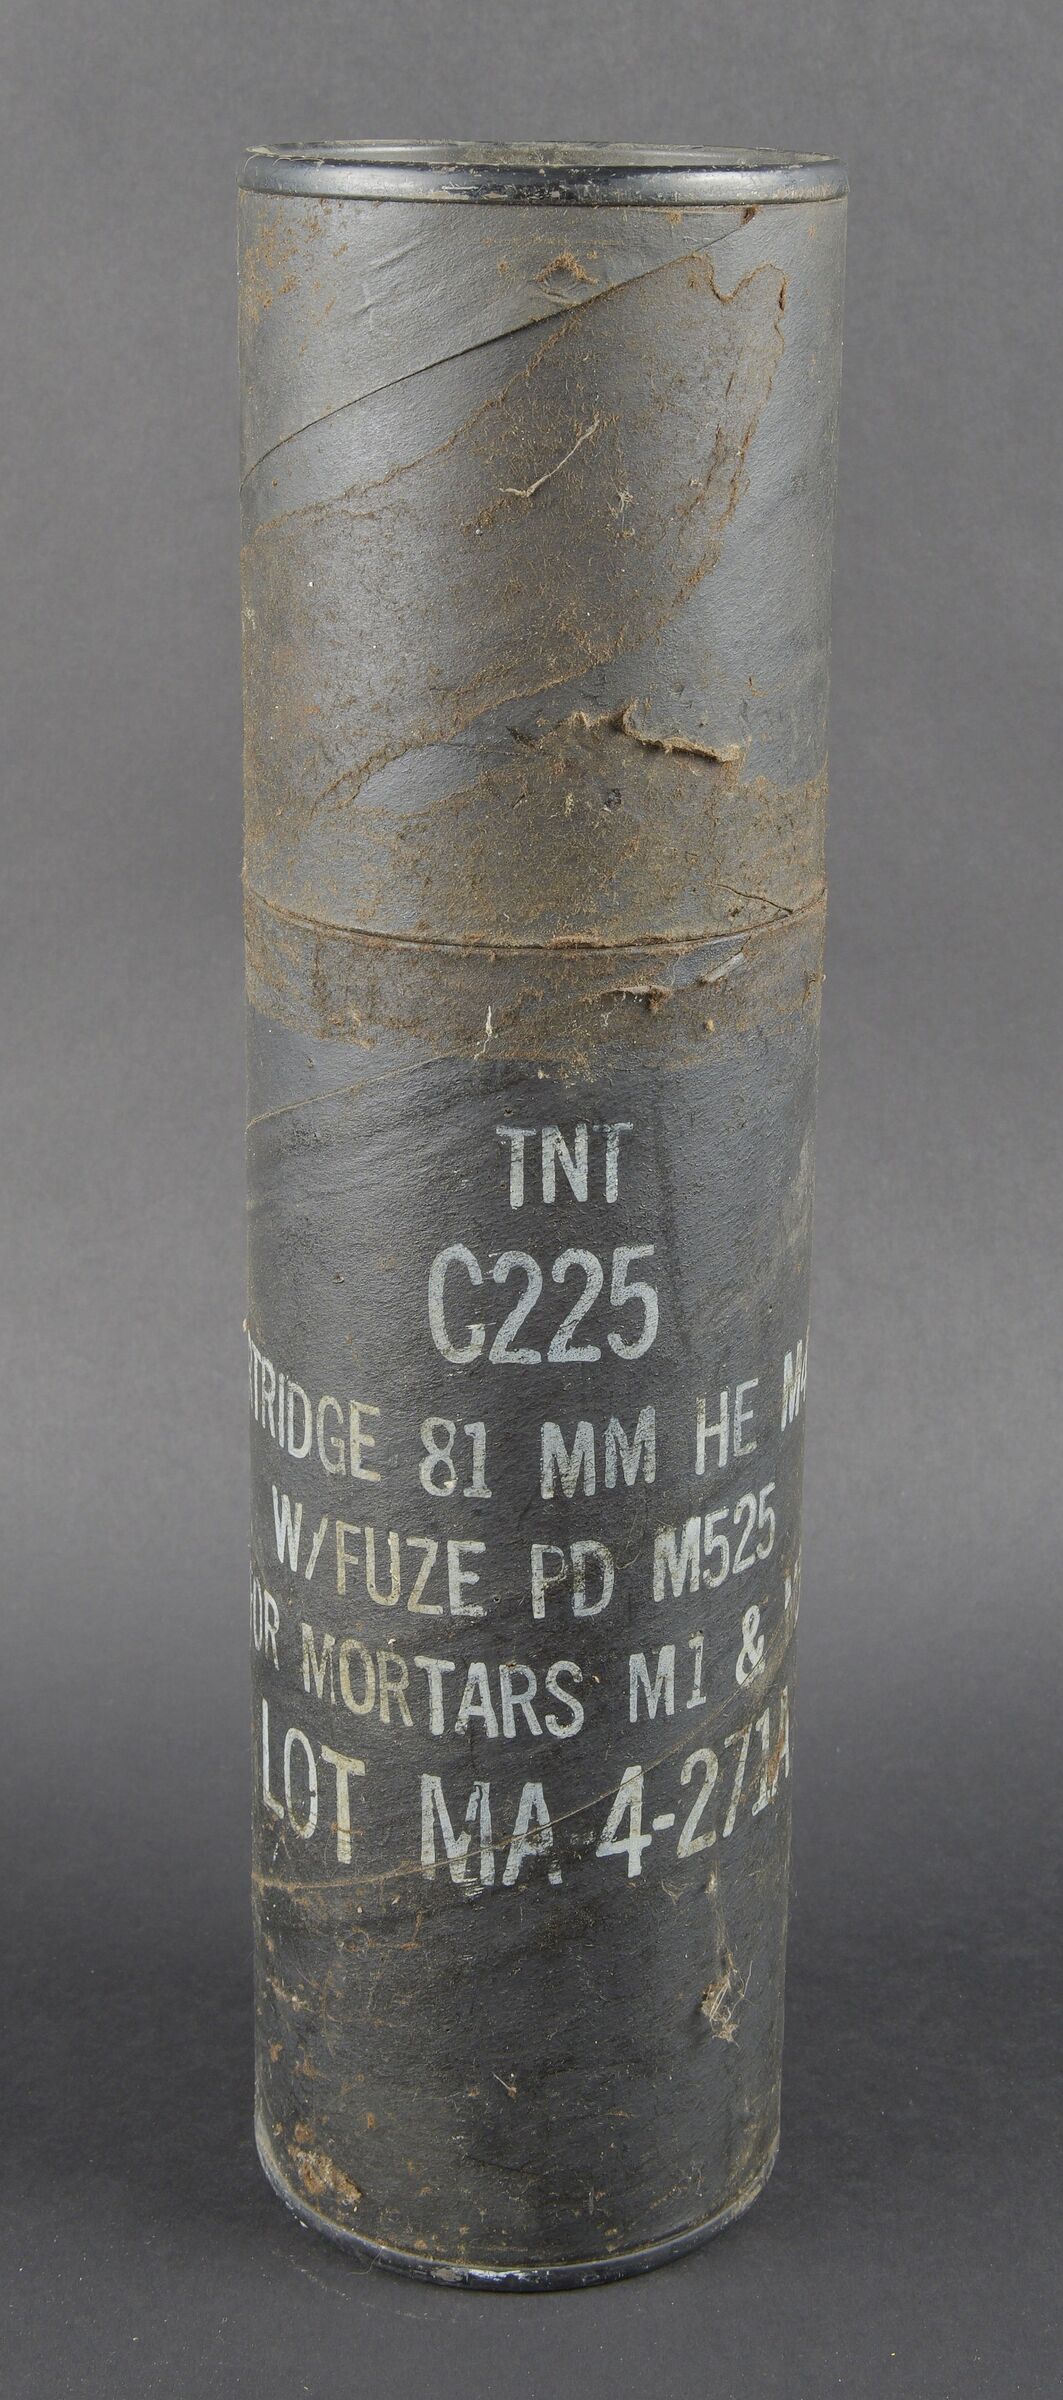 TNT
C225
TRIDGE 81 MM HE
W/FUZE PD M525
OR MORTARS M1 &
LOT MA-4-271A